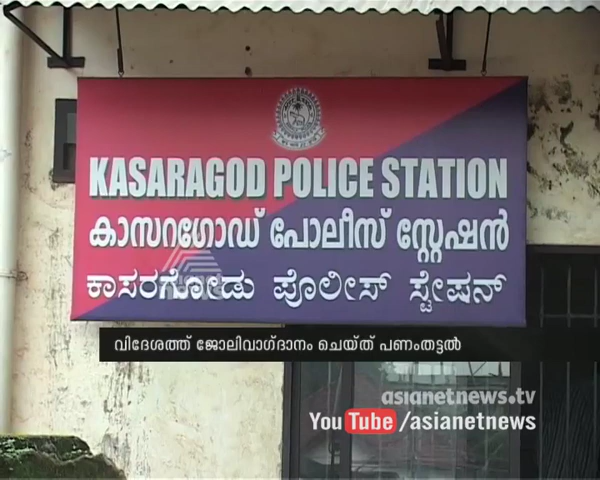 KASARAGOD POLICE STATION
കാസറഗോഡ് പോലീസ് സ്റ്റേഷൻ
ಕಾಸರಗೋಡು ಪೊಲೀಸ್ ಸ್ಟೇಷನ್
വിദേശത്ത് ജോലിവാഗ്ദാനം ചെയ്ത് പണംതട്ടൽ
asianetnews.tv
YouTube/asianetnews